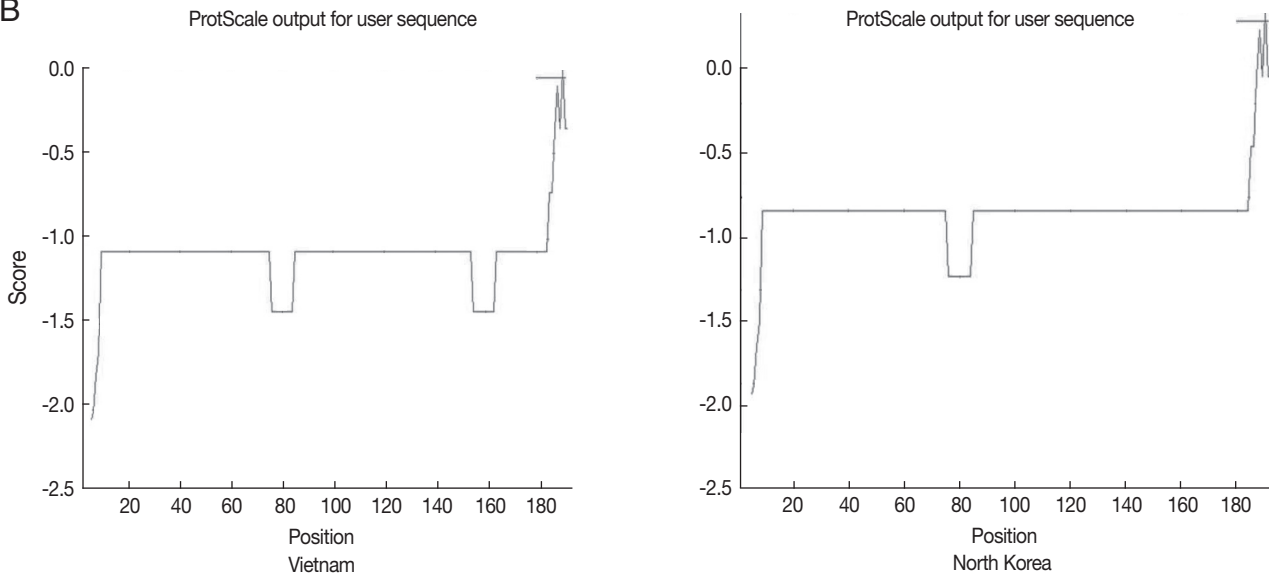 B
ProtScale output for user sequence
0.0
-0.5
-1.0
-1.5
-2.0
-2.5
Score
20 40 60 80 100 120 140 160 180
Position
Vietnam
ProtScale output for user sequence
0.0
-0.5
-1.0
-1.5
-2.0
-2.5
20 40 60 80 100 120 140 160 180
Position
North Korea